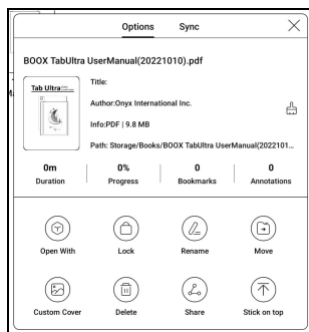 Options Sync
BOOX TabUltra UserManual(20221010).pdf
Tab Ultra
Title:
Author:Onyx International Inc.
Info:PDF | 9.8 MB
Path: Storage/Books/BOOX TabUltra UserManual(2022101...
0m 0% 0 0
Duration Progress Bookmarks Annotations
Open With Lock Rename Move
Custom Cover Delete Share Stick on top